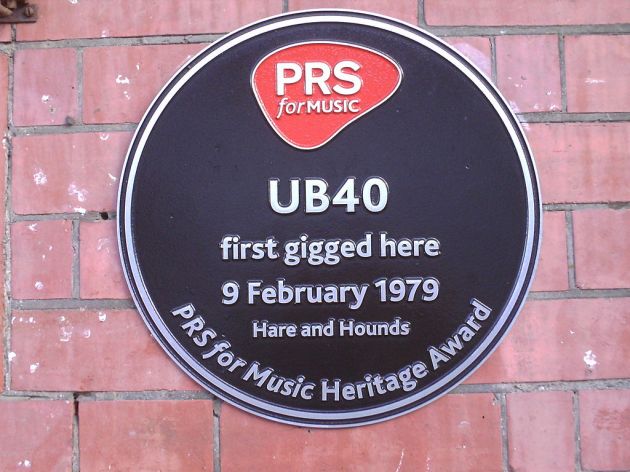 PRS
for MUSIC
UB40
first gigged here
9 February 1979
Hare and Hounds
PRS for Music Heritage Award